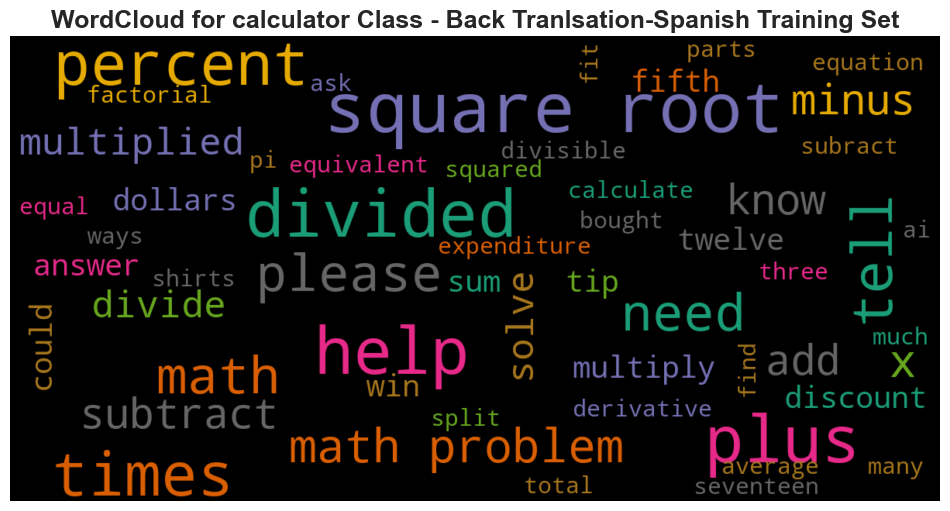 WordCloud for calculator Class - Back Tranlsation-Spanish Training Set
percent
factorial
ask
square root
fit
parts
fifth
equation
minus
multiplied
pi
equivalent
squared
divisible
subract
equal
dollars
divided
calculate
bought
know
tell
ai
ways
expenditure
twelve
answer
shirts
please
sum
tip
three
could
divide
solve
need
much
help
math
win
multiply
find
add
x
subtract
split
derivative
discount
math problem
plus
times
total
average
many
seventeen